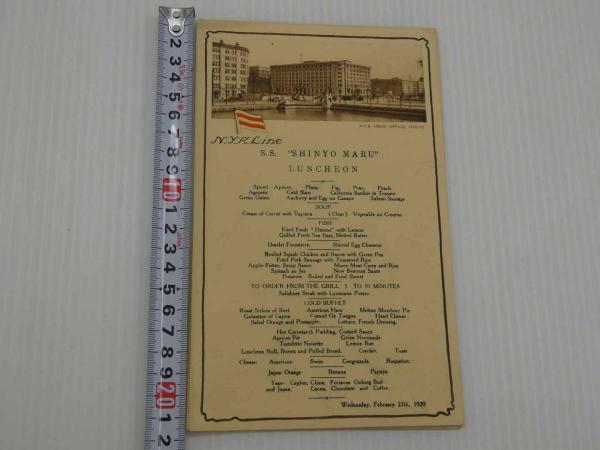 N.Y.K. HEAD OFFICE, TOKYO
N.Y.K. Line
S.S. "SHINYO MARU"
LUNCHEON
Spiced Apricot, Plum, Fig, Pear, Peach,
Cold Slaw California Sardine in Tomato
Green Onion Anchovy and Egg on Canape Salami Sausage
SOUP
Cream of Carrot with Tapioca (Clear) Vegetable au Crouton
FISH
Fried Fresh "Hirame" with Lemon
Grilled Fresh Sea Bass, Melted Butter
Omelet Forestiere, Shirred Egg Chasseur
Broiled Squab Chicken and Bacon with Green Pea
Fried Pork Sausage with Tomatoed Rice
Apple Fritter, Syrup Sauce Mince Meat Curry and Rice
Spinach au Jus New Beetroot Saute
Potatoes: Boiled and Fried Sweet
TO ORDER FROM THE GRILL 5 TO 10 MINUTES
Salisbury Steak with Lyonnaise Potato
COLD BUFFET
Roast Sirloin of Beef American Ham Melton Mowbray Pie
Galantine of Capon Corned Ox Tongue Head Cheese
Salad Orange and Pineapple. Lettuce, French Dressing,
Hot Cornstarch Pudding, Custard Sauce
Apricot Pie Gelee Normande
Tartelette Noisette Lemon Bun
Luncheon Roll, Brown and Pulled Bread. Cracker. Toast
Cheese: American Swiss Gorgonzola Roquefort,
Japan Orange Banana Papaya
Teas- Ceylon, China, Formosa Oolong Bud
and Japan. Cocoa, Chocolate and Coffee.
Wednesday, February 27th, 1929
2 3 4 5 6 7 8 9 10 1 2 3 4 5 6 7 8 9 20 1 2